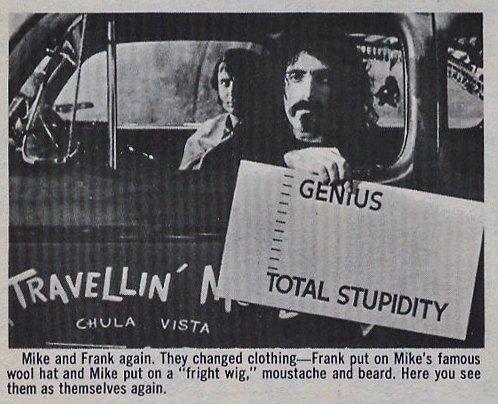 GENIUS
TOTAL STUPIDITY
TRAVELLIN'
CHULA VISTA
Mike and Frank again. They changed clothing—Frank put on Mike's famous
wool hat and Mike put on a "fright wig," moustache and beard. Here you see
them as themselves again.